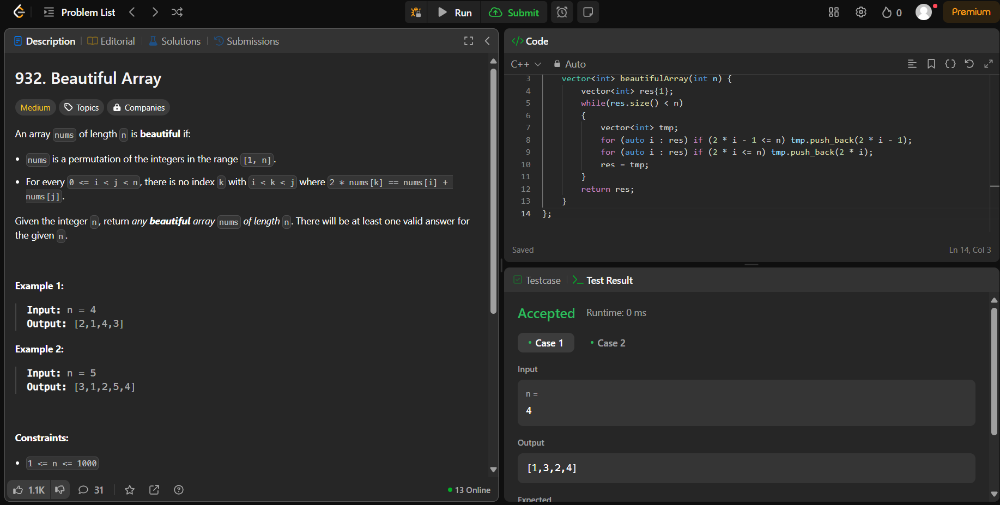 Problem List
Run
Submit
0
Premium
Description
Editorial
Solutions
Submissions
932. Beautiful Array
Medium
Topics
Companies
An array nums of length n is beautiful if:
• nums is a permutation of the integers in the range [1, n].
• For every 0 <= i < j < n, there is no index k with i < k < j where 2 * nums[k] == nums[i] +
nums[j].
Given the integer n, return any beautiful array nums of length n. There will be at least one valid answer for
the given n.
Example 1:
Input: n = 4
Output: [2,1,4,3]
Example 2:
Input: n = 5
Output: [3,1,2,5,4]
Constraints:
• 1 <= n <= 1000
1.1K
31
13 Online
</> Code
C++
Auto
3 vector<int> beautifulArray(int n) {
4 vector<int> res{1};
5 while(res.size() < n)
6 {
7 vector<int> tmp;
8 for (auto i : res) if (2 * i - 1 <= n) tmp.push_back(2 * i - 1);
9 for (auto i : res) if (2 * i <= n) tmp.push_back(2 * i);
10 res = tmp;
11 }
12 return res;
13 }
14 };
Saved
Ln 14, Col 3
Testcase
Test Result
Accepted
Runtime: 0 ms
• Case 1
• Case 2
Input
n =
4
Output
[1,3,2,4]
Expected